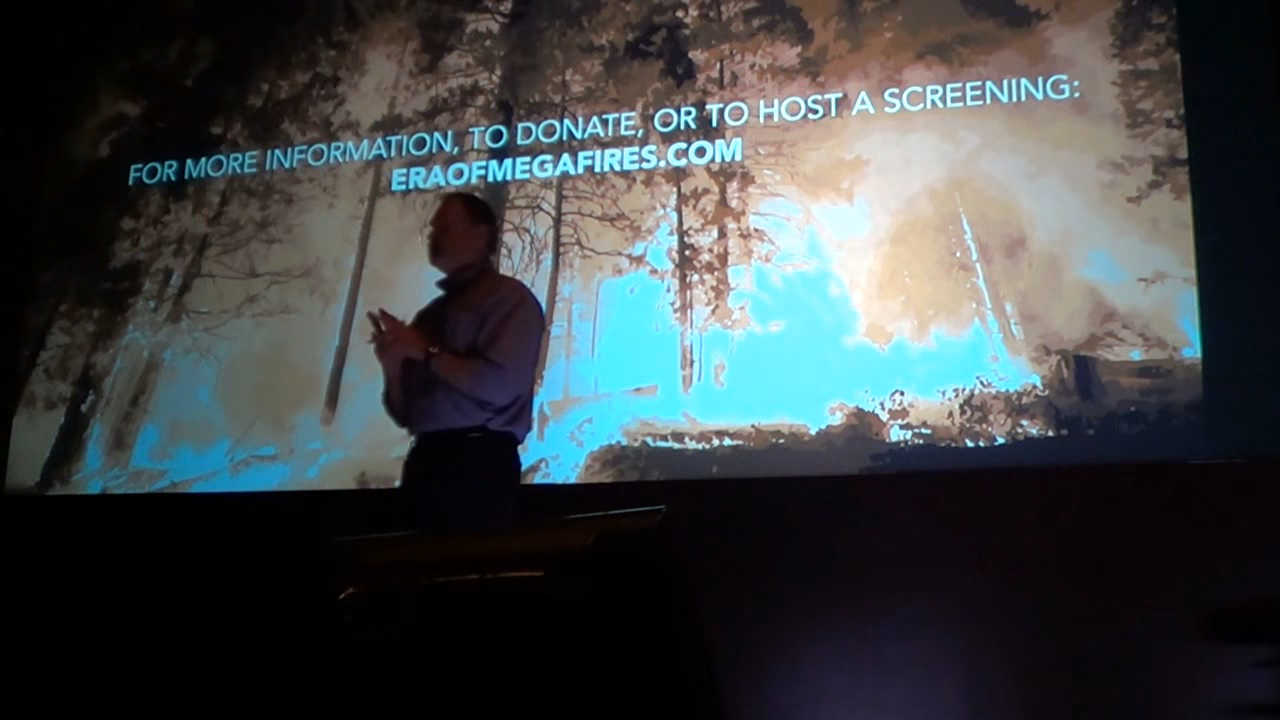 FOR MORE INFORMATION, TO DONATE, OR TO HOST A SCREENING:
ERAOFMEGAFIRES.COM